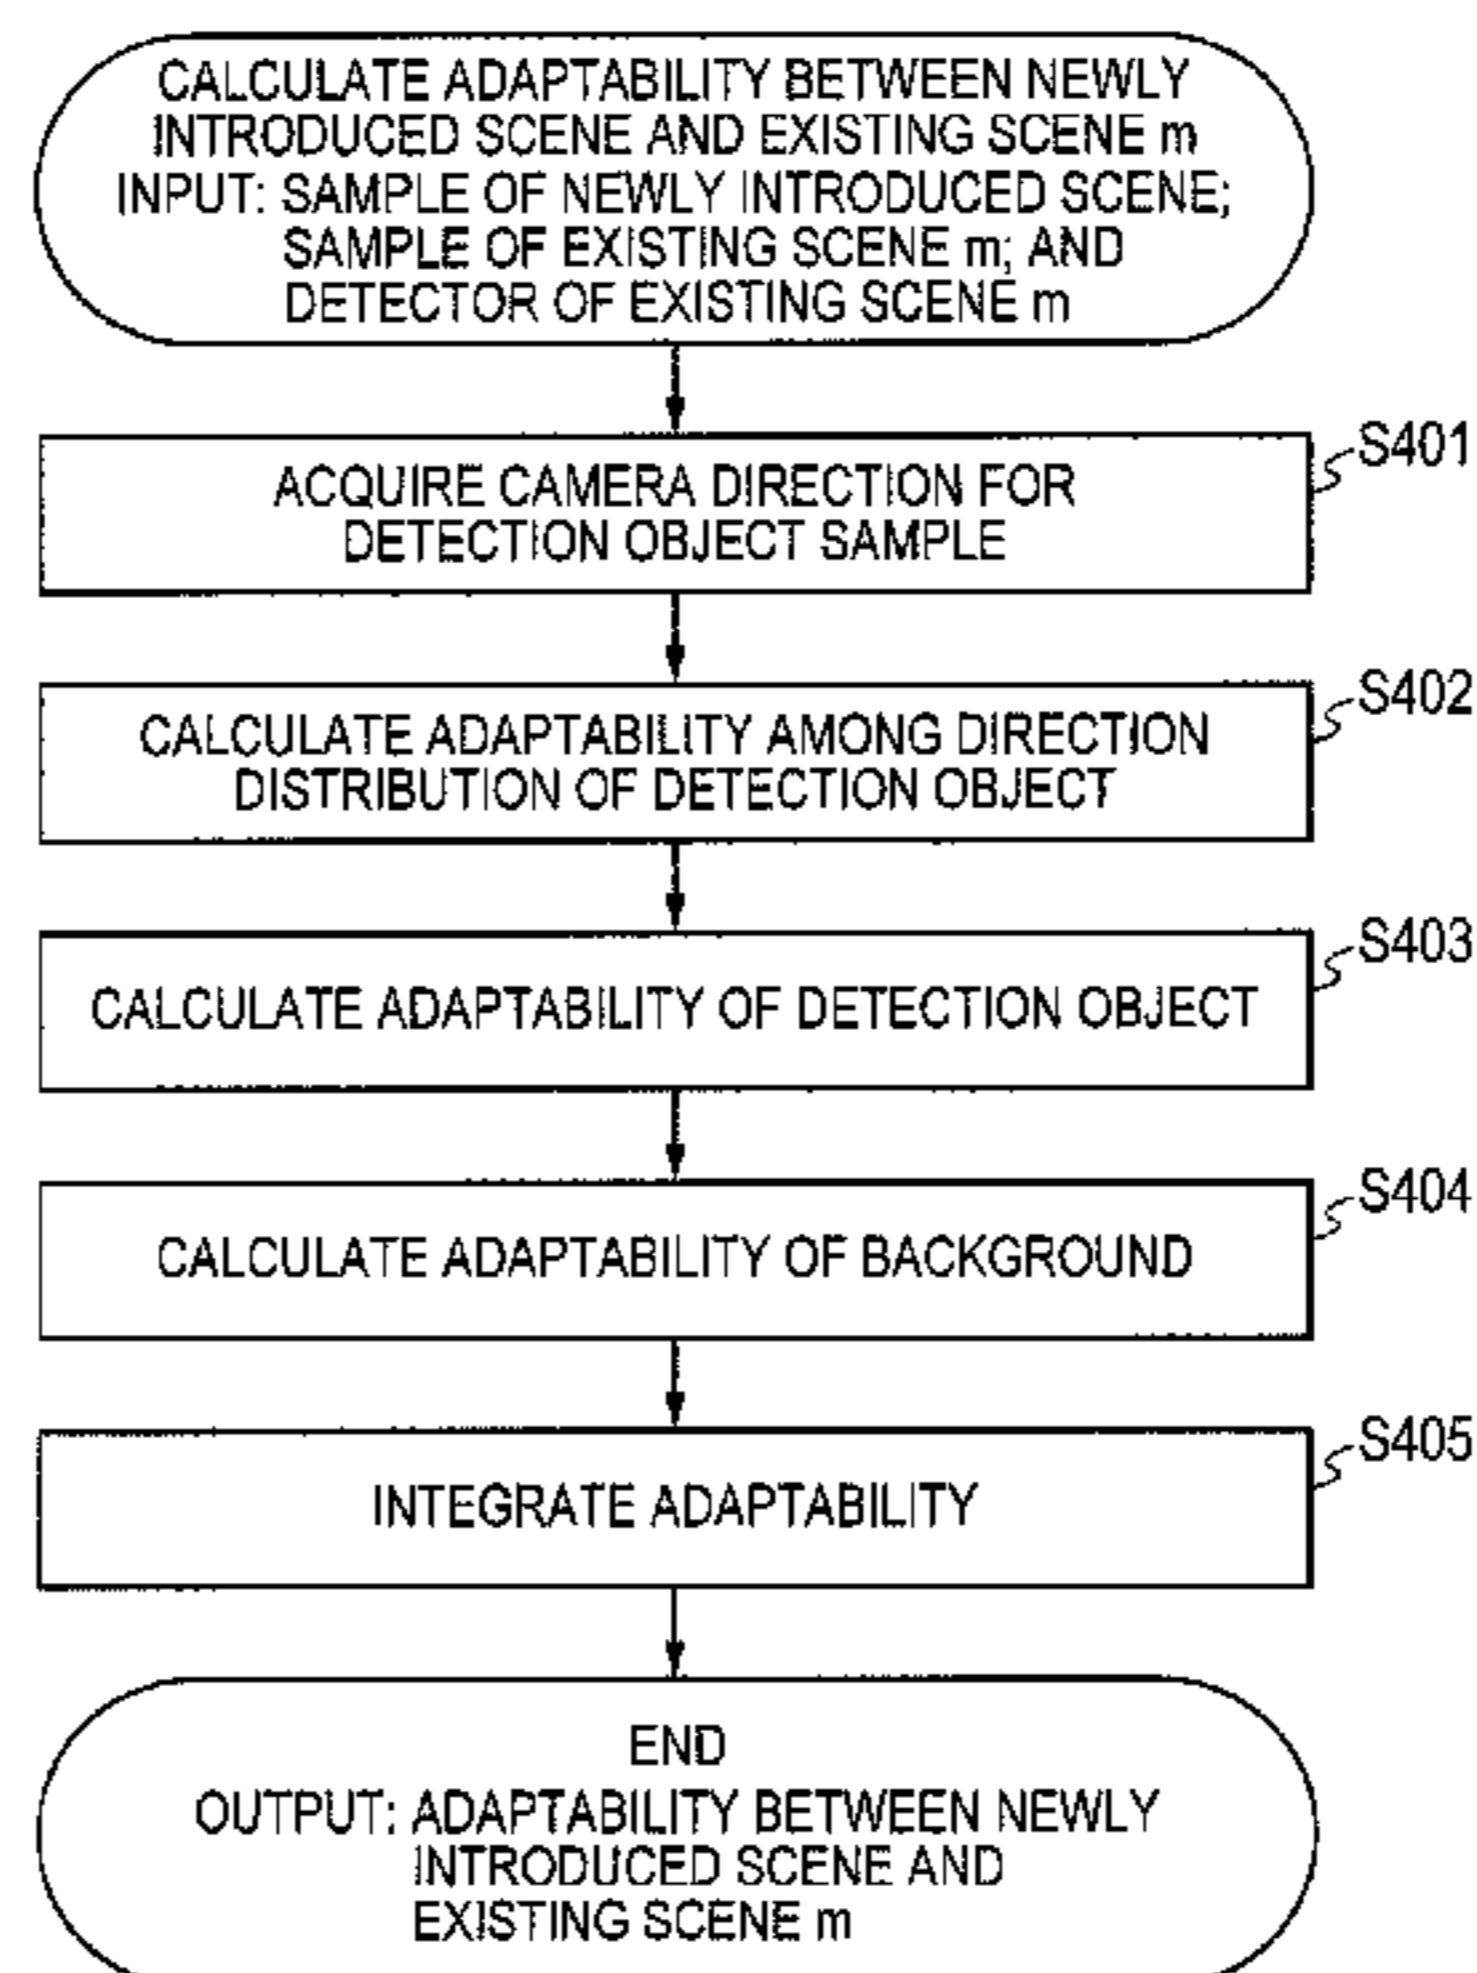 CALCULATE ADAPTABILITY BETWEEN NEWLY
INTRODUCED SCENE AND EXISTING SCENE m
INPUT: SAMPLE OF NEWLY INTRODUCED SCENE;
SAMPLE OF EXISTING SCENE m; AND
DETECTOR OF EXISTING SCENE m
S401
ACQUIRE CAMERA DIRECTION FOR
DETECTION OBJECT SAMPLE
S402
CALCULATE ADAPTABILITY AMONG DIRECTION
DISTRIBUTION OF DETECTION OBJECT
S403
CALCULATE ADAPTABILITY OF DETECTION OBJECT
S404
CALCULATE ADAPTABILITY OF BACKGROUND
S405
INTEGRATE ADAPTABILITY
END
OUTPUT: ADAPTABILITY BETWEEN NEWLY
INTRODUCED SCENE AND
EXISTING SCENE m